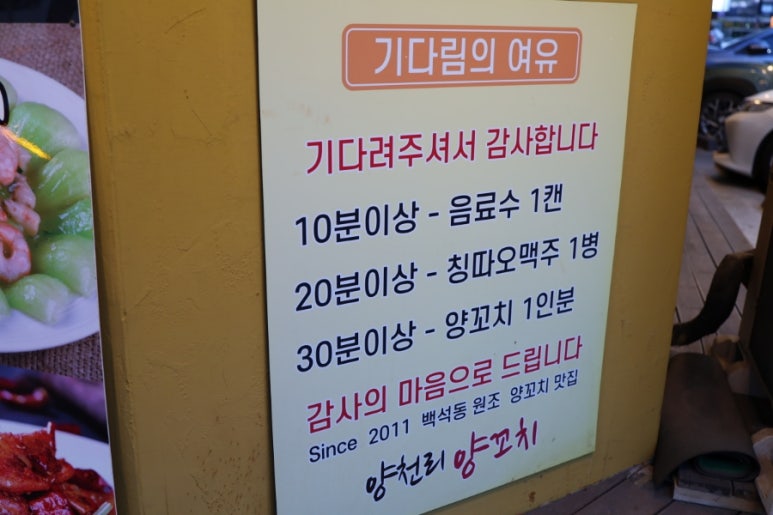 기다림의 여유
기다려주셔서 감사합니다
10분이상 - 음료수 1캔
20분이상 - 칭따오맥주 1병
30분이상 - 양꼬치 1인분
감사의 마음으로 드립니다
Since 2011 백석동 원조 양꼬치 맛집
양천리 양꼬치